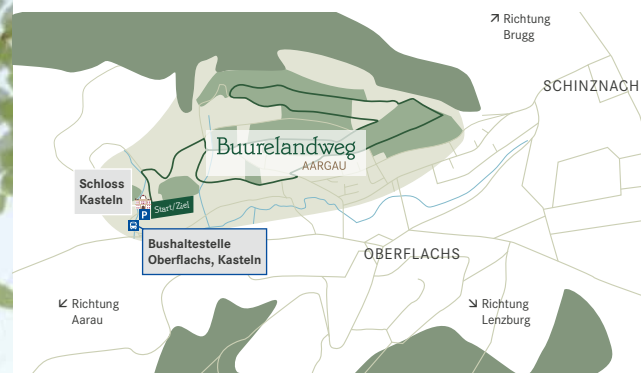 Richtung
Brugg
SCHINZNACH
Buurelandweg
AARGAU
Schloss
Kasteln
Start/Ziel
P
Bushaltestelle
Oberflachs, Kasteln
OBERFLACHS
Richtung
Aarau
Richtung
Lenzburg